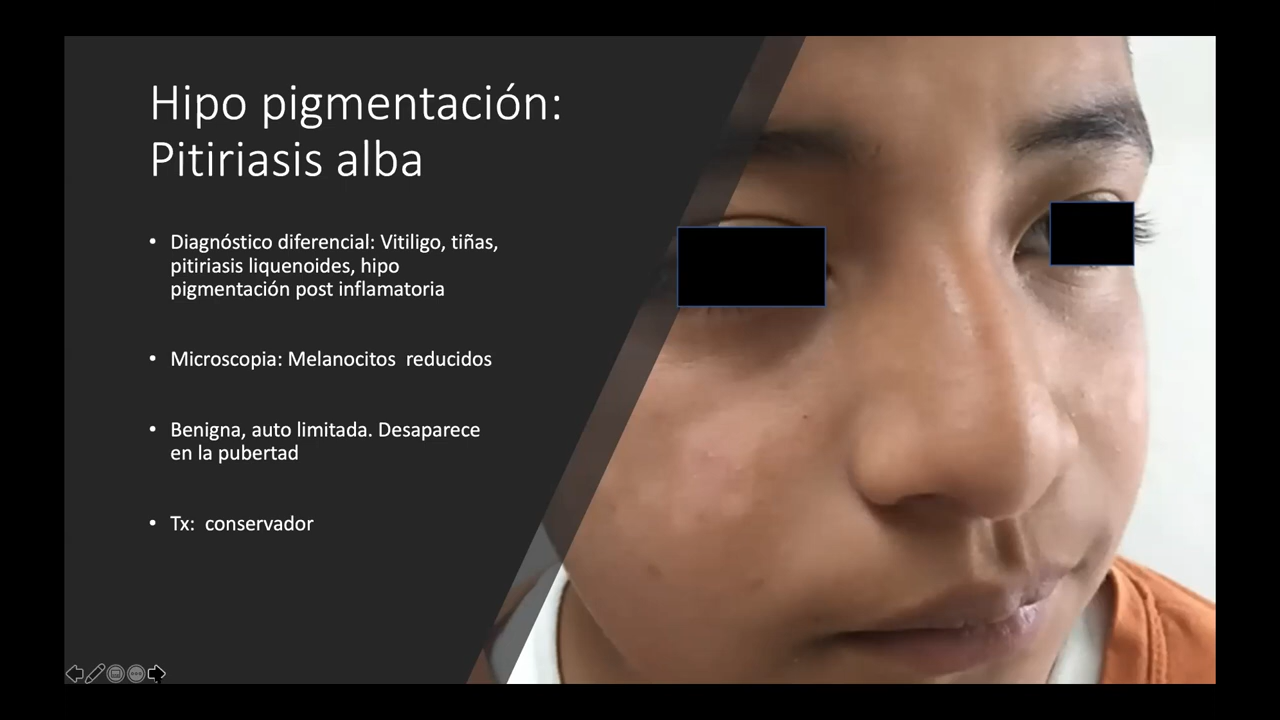 Hipo pigmentación:
Pitiriasis alba
• Diagnóstico diferencial: Vitiligo, tiñas,
pitiriasis liquenoides, hipo
pigmentación post inflamatoria
• Microscopia: Melanocitos reducidos
• Benigna, auto limitada. Desaparece
en la pubertad
• Tx: conservador